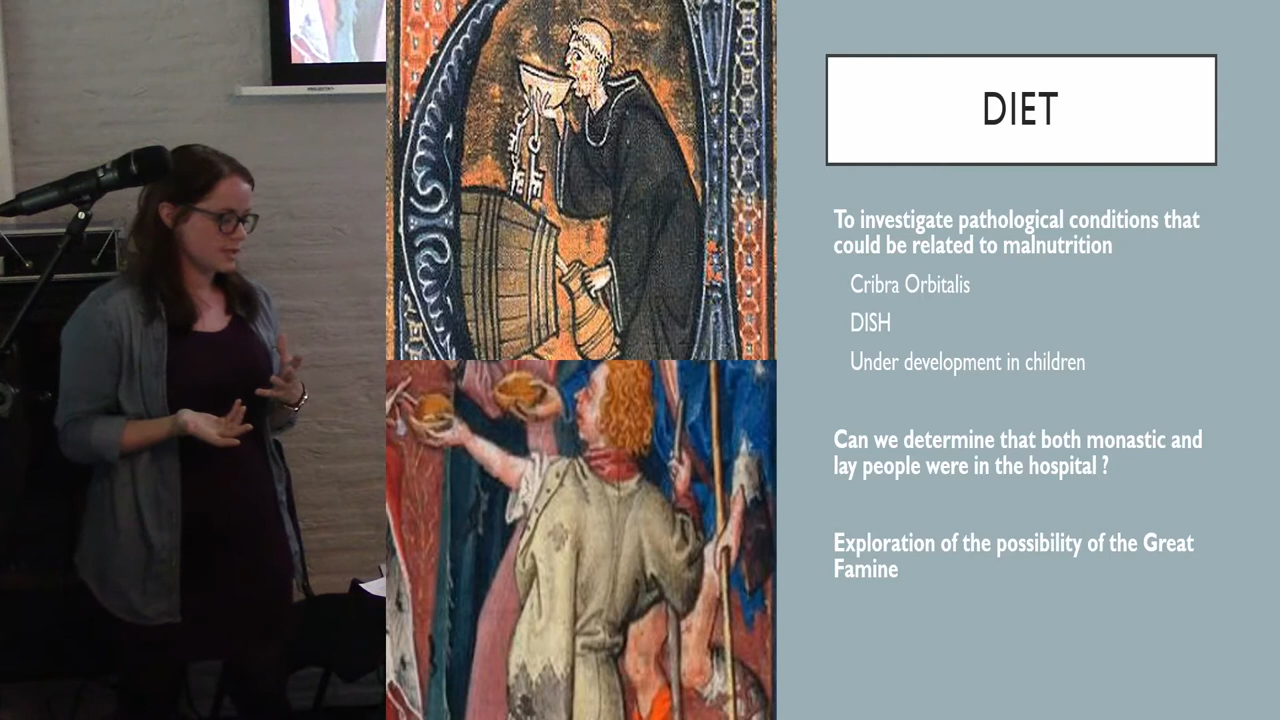 DIET
To investigate pathological conditions that
could be related to malnutrition
Cribra Orbitalis
DISH
Under development in children
Can we determine that both monastic and
lay people were in the hospital ?
Exploration of the possibility of the Great
Famine